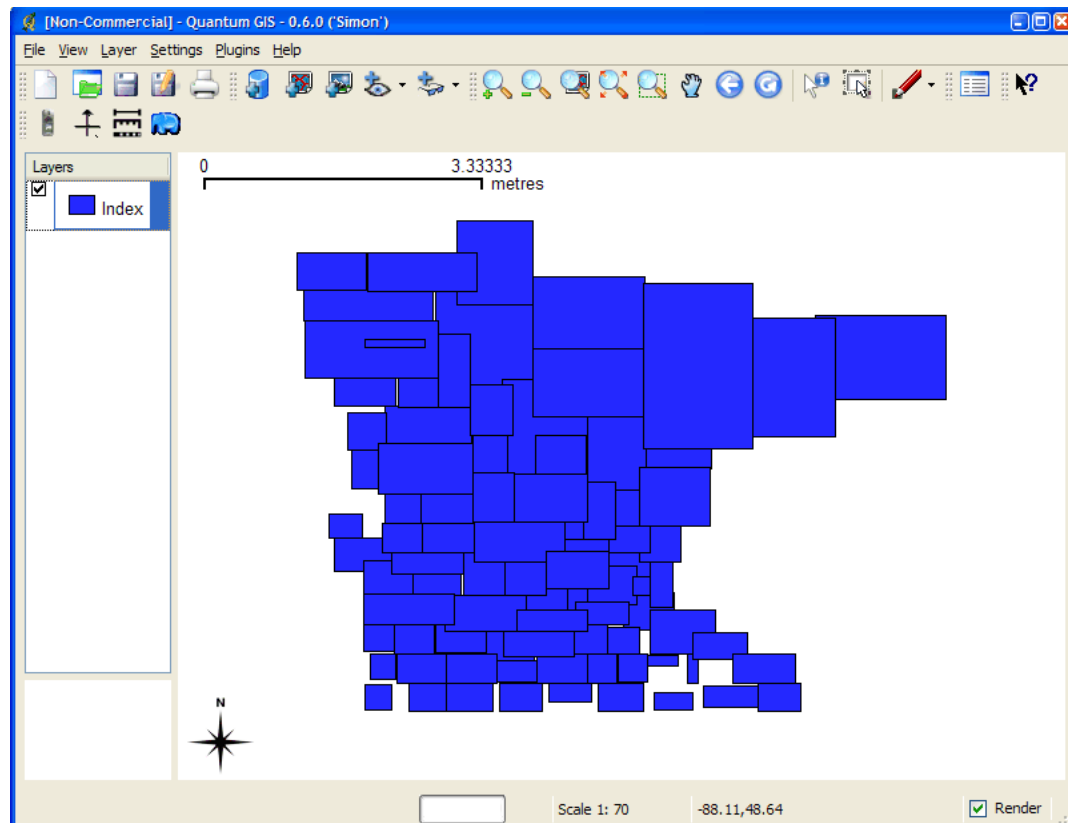 [Non-Commercial] - Quantum GIS - 0.6.0 ('Simon')
File View Layer Settings Plugins Help
Layers
Index
0 3.33333
metres
N
Scale 1: 70 -88.11,48.64 Render